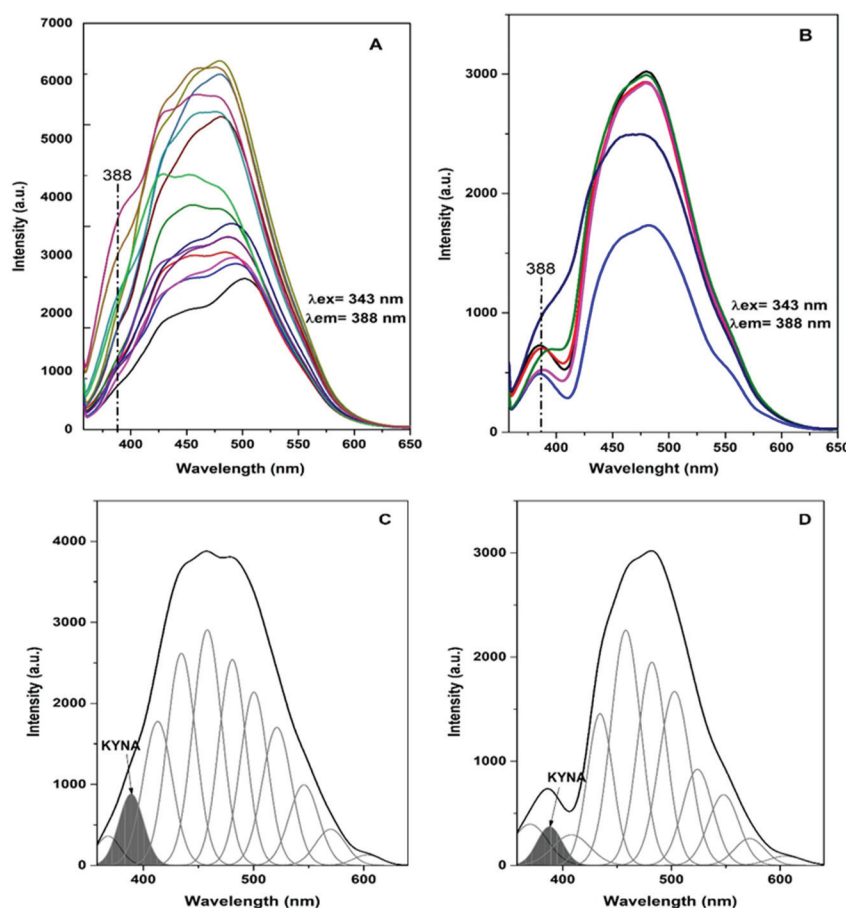 A
7000
6000
5000
4000
3000
2000
1000
0
Intensity (a.u.)
388
λex= 343 nm
λem= 388 nm
400
450
500
550
600
650
Wavelength (nm)
B
3000
2000
1000
0
Intensity (a.u.)
388
λex= 343 nm
λem= 388 nm
400
450
500
550
600
650
Wavelenght (nm)
C
4000
3000
2000
1000
0
Intensity (a.u.)
KYNA
400
500
600
Wavelength (nm)
D
3000
2000
1000
0
Intensity (a.u.)
KYNA
400
500
600
Wavelength (nm)